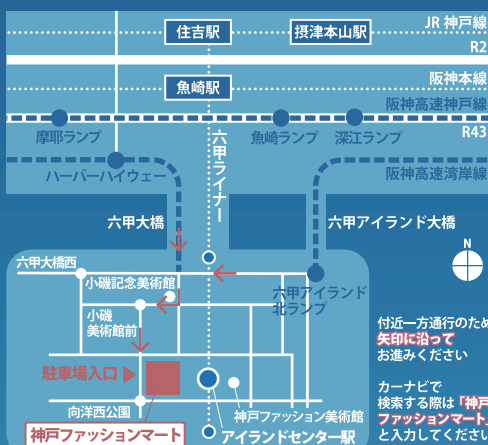 JR 神戸線
住吉駅
摂津本山駅
R2
阪神本線
魚崎駅
阪神高速神戸線
摩耶ランプ
魚崎ランプ
深江ランプ
R43
六甲ライナー
ハーバーハイウェー
阪神高速湾岸線
六甲大橋
六甲アイランド大橋
N
六甲大橋西
小磯記念美術館
六甲アイランド
北ランプ
小磯
美術館前
付近一方通行のため
矢印に沿って
お進みください
駐車場入口
カーナビで
検索する際は「神戸
ファッションマート」
と入力してください
向洋西公園
神戸ファッション美術館
神戸ファッションマート
アイランドセンター駅